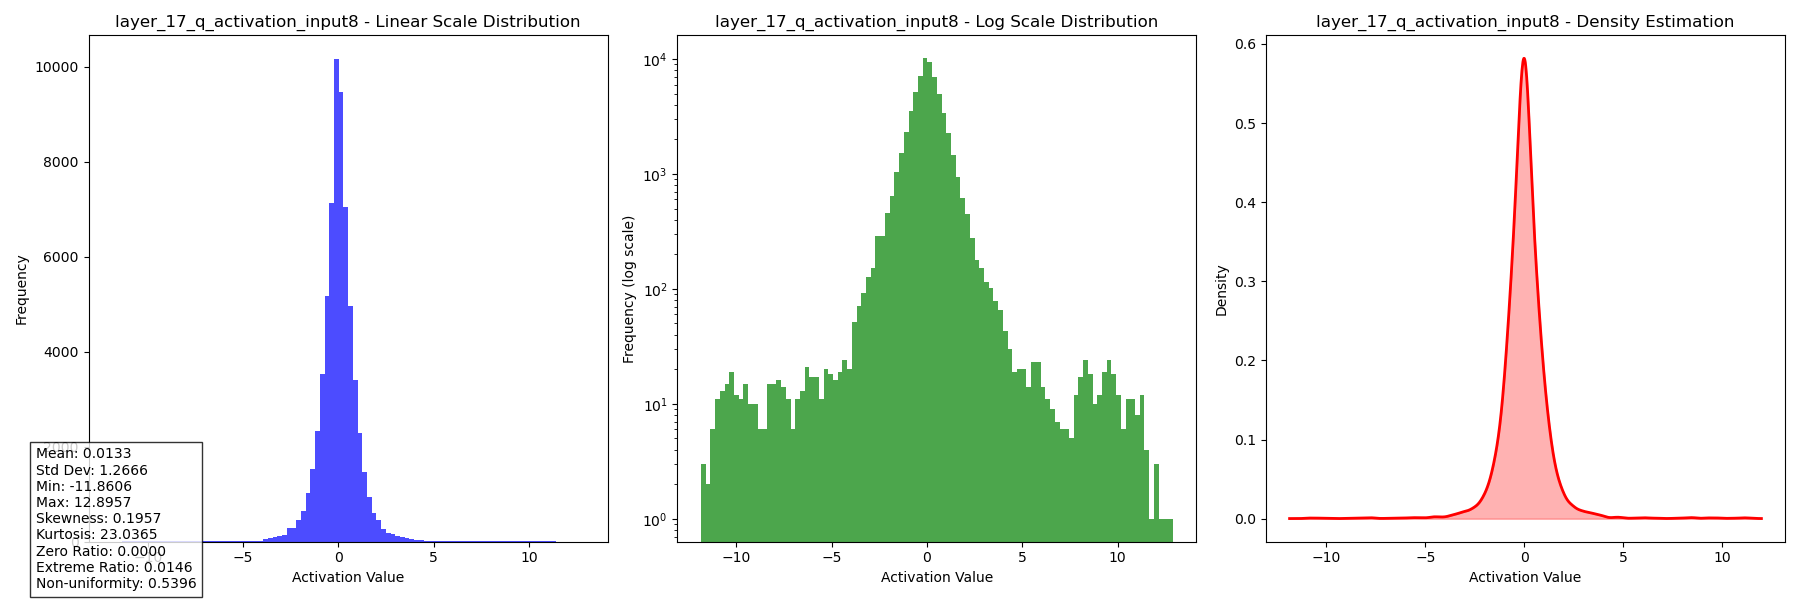 layer_17_q_activation_input8 - Linear Scale Distribution
layer_17_q_activation_input8 - Log Scale Distribution
layer_17_q_activation_input8 - Density Estimation
Frequency
10000
8000
6000
4000
2000
0
−10
−5
0
5
10
Activation Value
Mean: 0.0133
Std Dev: 1.2666
Min: -11.8606
Max: 12.8957
Skewness: 0.1957
Kurtosis: 23.0365
Zero Ratio: 0.0000
Extreme Ratio: 0.0146
Non-uniformity: 0.5396
Frequency (log scale)
10⁴
10³
10²
10¹
10⁰
−10
−5
0
5
10
Activation Value
Density
0.6
0.5
0.4
0.3
0.2
0.1
0.0
−10
−5
0
5
10
Activation Value